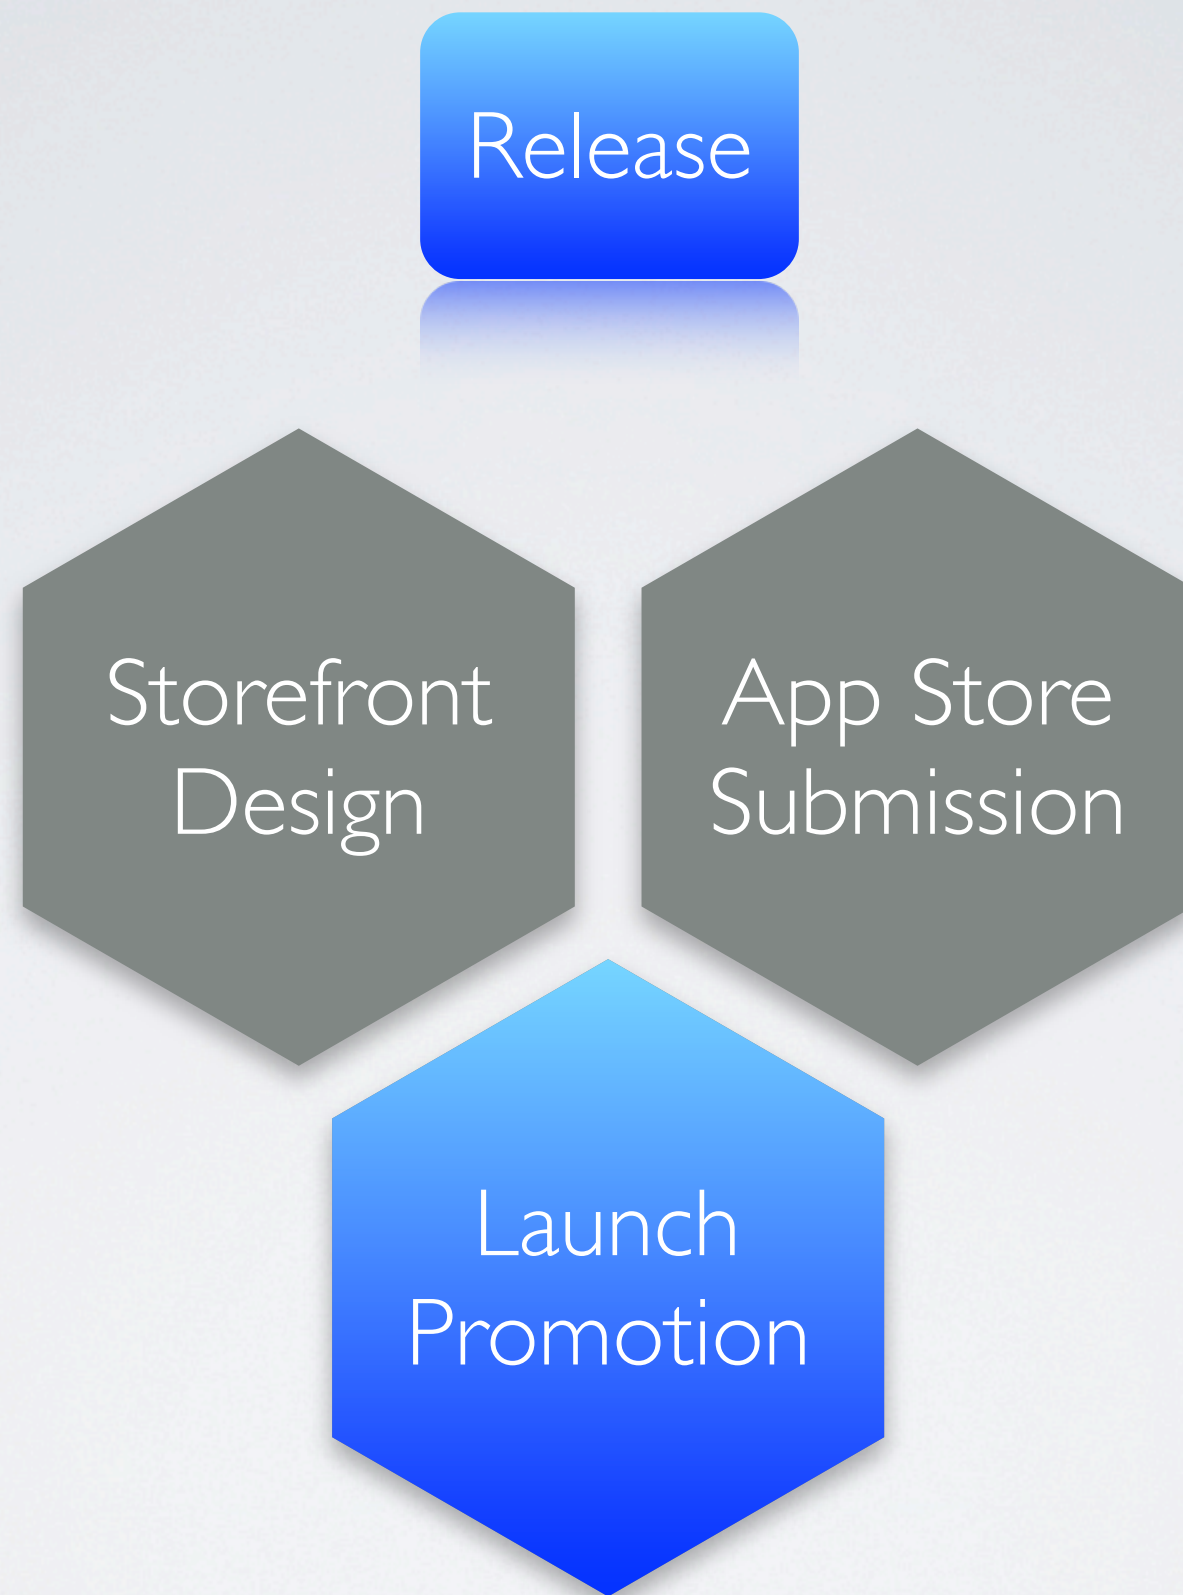 Release
Storefront
Design
App Store
Submission
Launch
Promotion